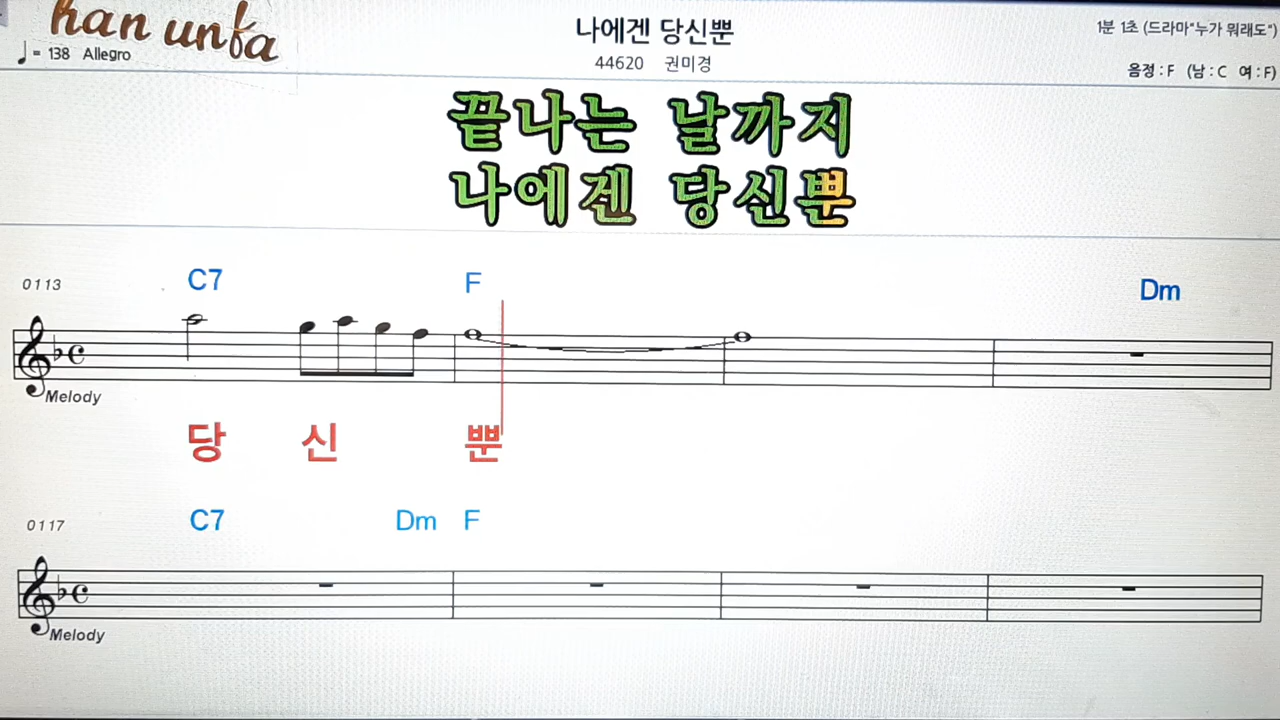 han unfa
♩ = 138 Allegro
나에겐 당신뿐
44620 권미경
1분 1초 (드라마"누가 뭐래도")
음정 : F (남 : C 여 : F)
끝나는 날까지
나에겐 당신뿐
0113
C7 F Dm
Melody
당 신 뿐
0117
C7 Dm F
Melody